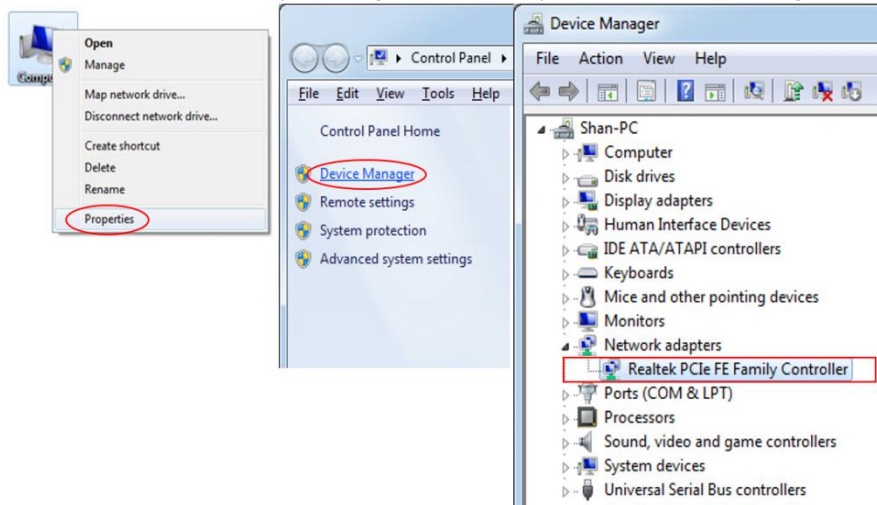 Open
Manage
Map network drive...
Disconnect network drive...
Create shortcut
Delete
Rename
Properties
Control Panel
File Edit View Tools Help
Control Panel Home
Device Manager
Remote settings
System protection
Advanced system settings
Device Manager
File Action View Help
Shan-PC
Computer
Disk drives
Display adapters
Human Interface Devices
IDE ATA/ATAPI controllers
Keyboards
Mice and other pointing devices
Monitors
Network adapters
Realtek PCIe FE Family Controller
Ports (COM & LPT)
Processors
Sound, video and game controllers
System devices
Universal Serial Bus controllers